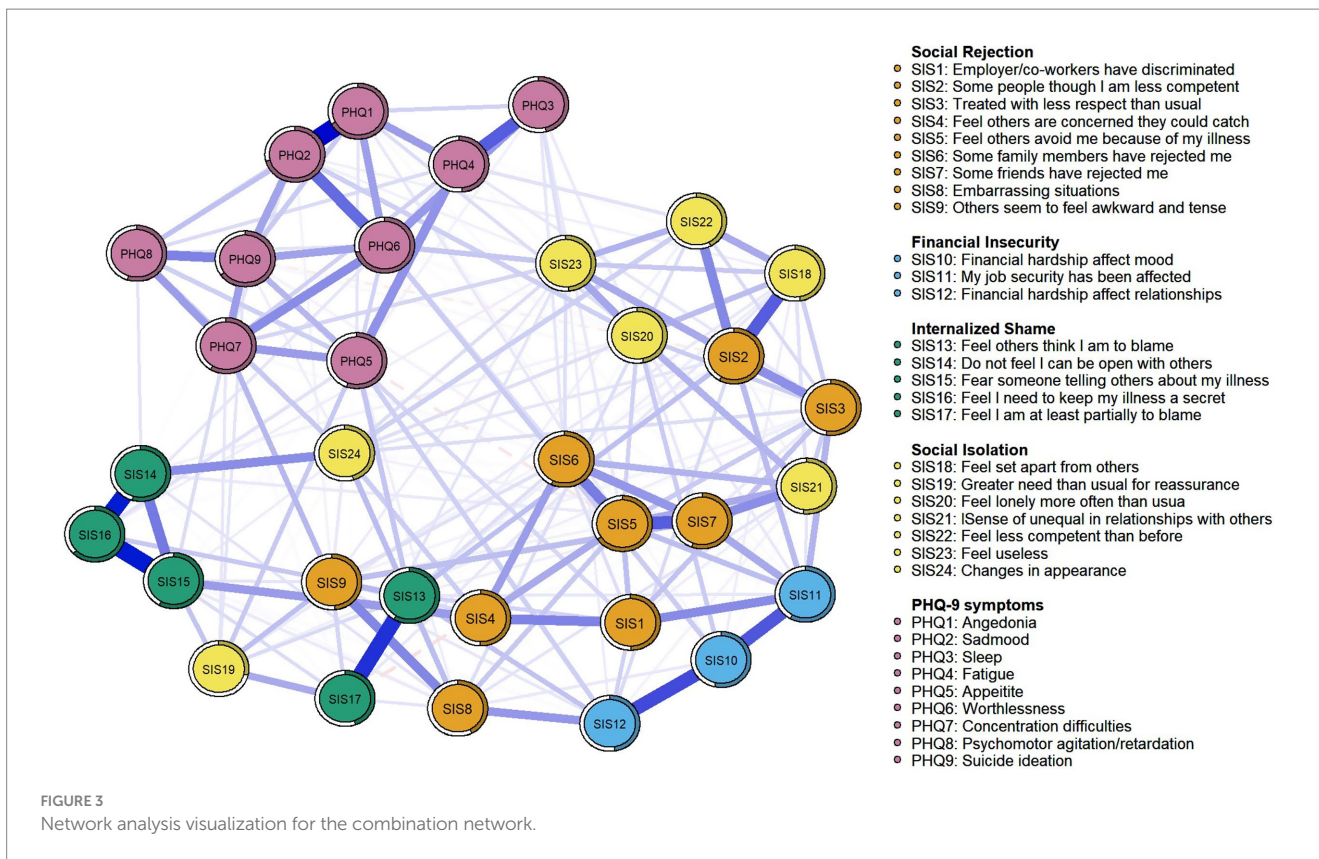 Social Rejection
SIS1: Employer/co-workers have discriminated
SIS2: Some people though I am less competent
SIS3: Treated with less respect than usual
SIS4: Feel others are concerned they could catch
SIS5: Feel others avoid me because of my illness
SIS6: Some family members have rejected me
SIS7: Some friends have rejected me
SIS8: Embarrassing situations
SIS9: Others seem to feel awkward and tense
Financial Insecurity
SIS10: Financial hardship affect mood
SIS11: My job security has been affected
SIS12: Financial hardship affect relationships
Internalized Shame
SIS13: Feel others think I am to blame
SIS14: Do not feel I can be open with others
SIS15: Fear someone telling others about my illness
SIS16: Feel I need to keep my illness a secret
SIS17: Feel I am at least partially to blame
Social Isolation
SIS18: Feel set apart from others
SIS19: Greater need than usual for reassurance
SIS20: Feel lonely more often than usua
SIS21: lSense of unequal in relationships with others
SIS22: Feel less competent than before
SIS23: Feel useless
SIS24: Changes in appearance
PHQ-9 symptoms
PHQ1: Angedonia
PHQ2: Sadmood
PHQ3: Sleep
PHQ4: Fatigue
PHQ5: Appeitite
PHQ6: Worthlessness
PHQ7: Concentration difficulties
PHQ8: Psychomotor agitation/retardation
PHQ9: Suicide ideation
PHQ1
PHQ3
PHQ2
PHQ4
SIS22
PHQ6
PHQ8
PHQ9
SIS23
SIS18
SIS20
PHQ7
PHQ5
SIS2
SIS3
SIS24
SIS6
SIS14
SIS21
SIS16
SIS5
SIS7
SIS15
SIS9
SIS13
SIS11
SIS4
SIS1
SIS19
SIS10
SIS17
SIS8
SIS12
FIGURE 3
Network analysis visualization for the combination network.